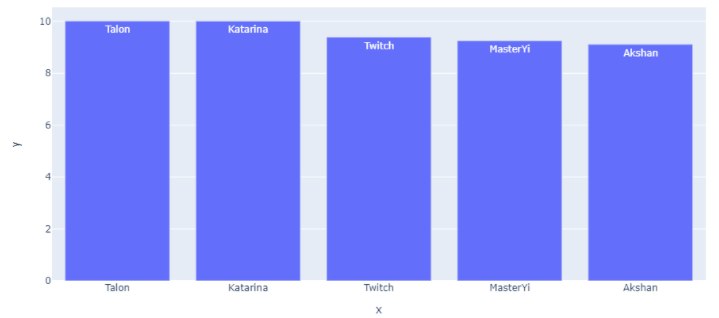 10
Talon
Katarina
Twitch
MasterYi
Akshan
8
6
y
4
2
0
Talon
Katarina
Twitch
MasterYi
Akshan
x